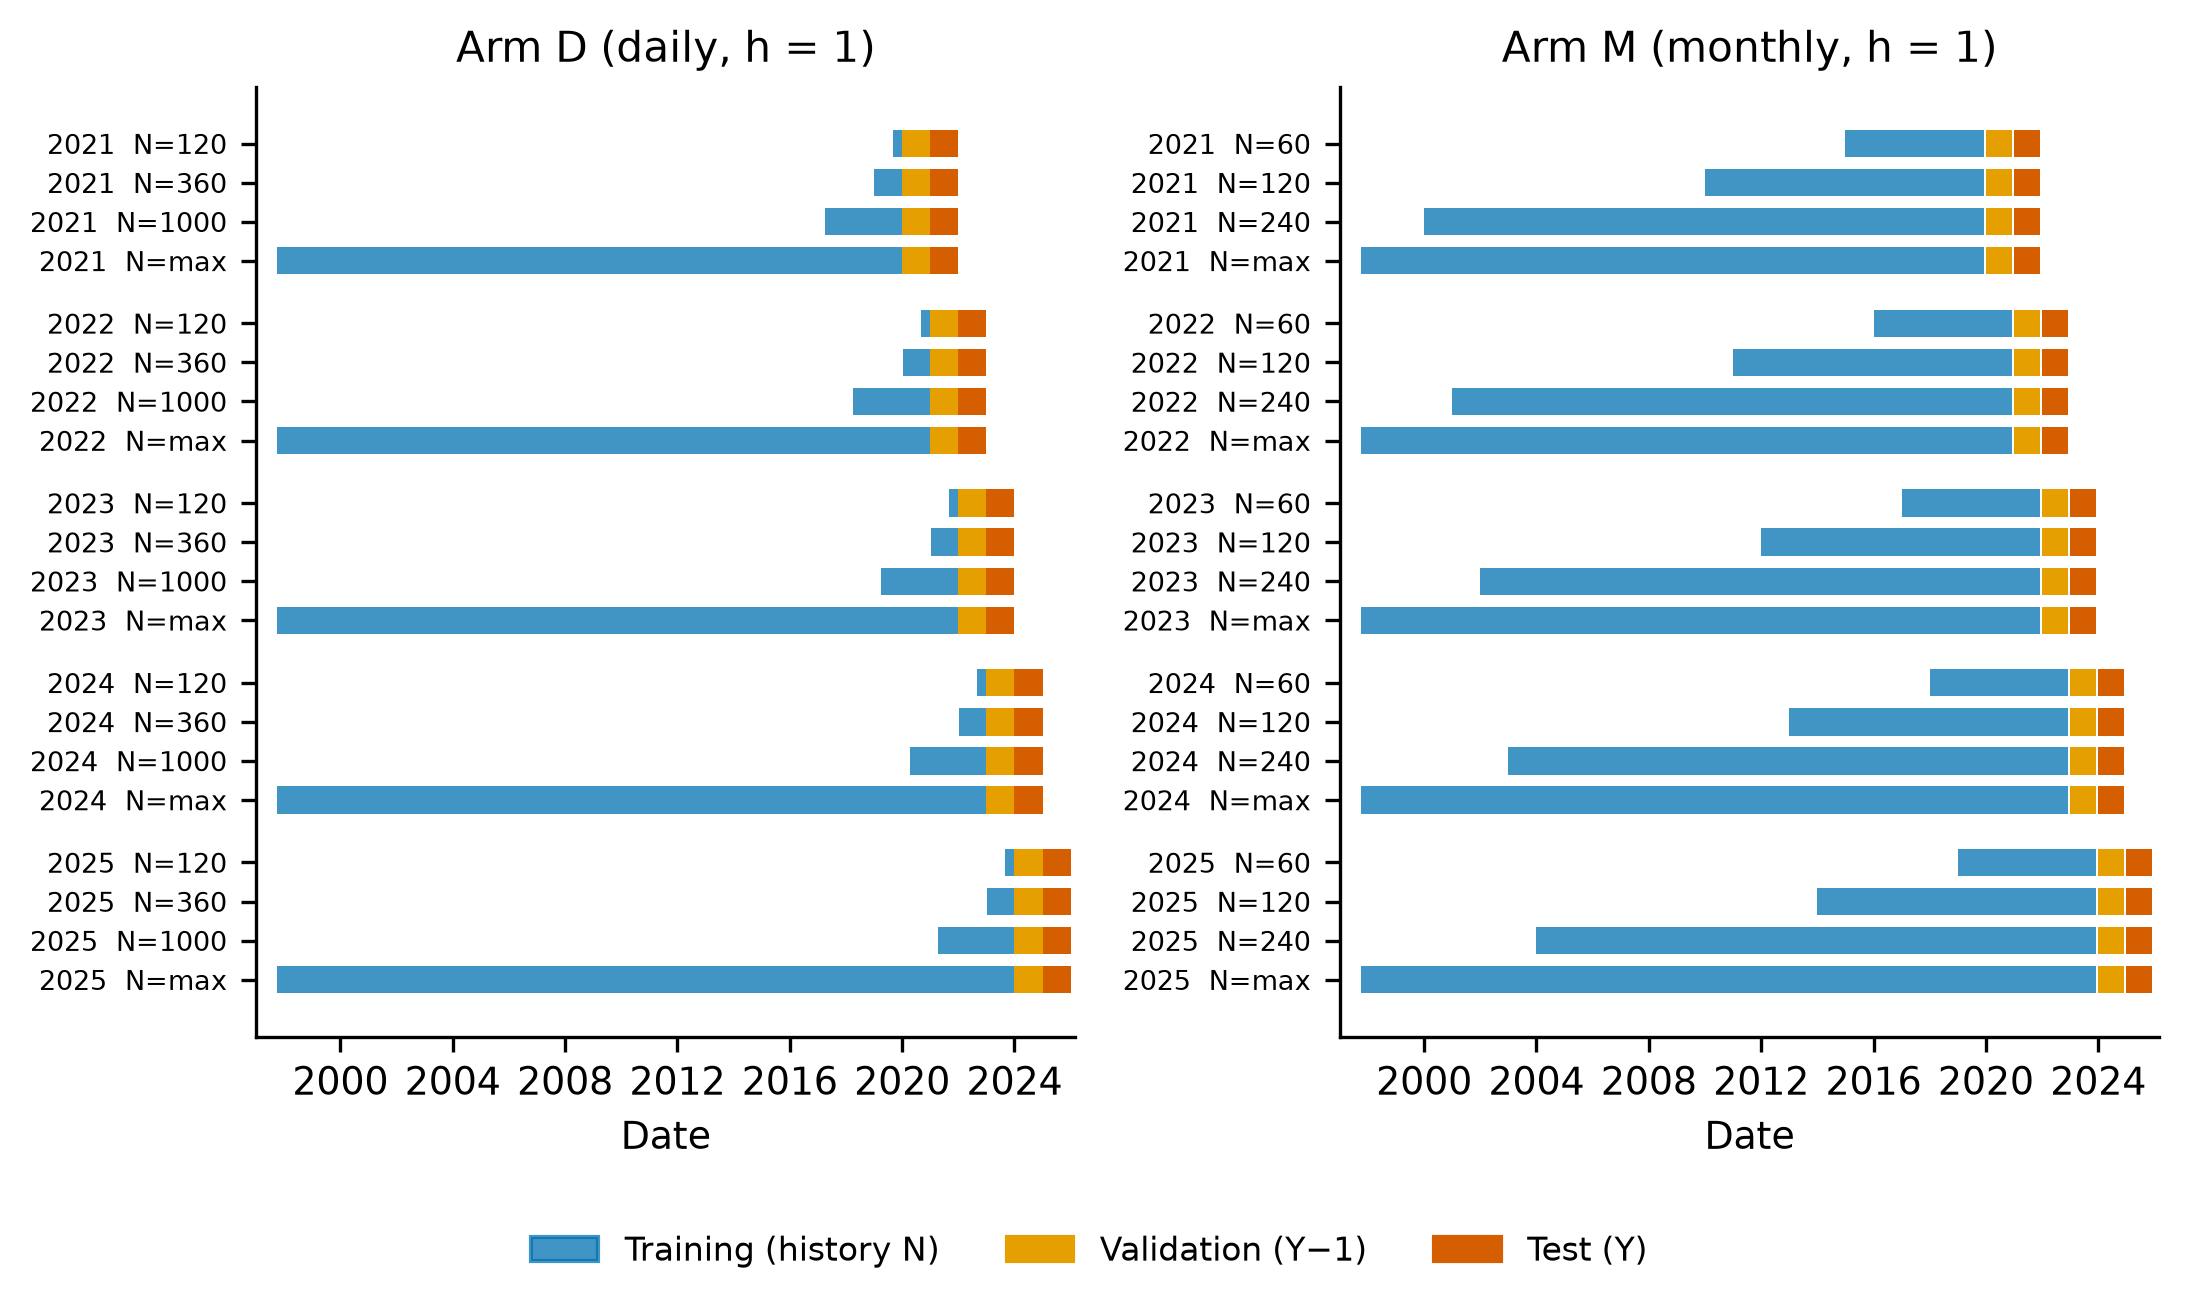 Arm D (daily, h = 1)
2021 N=120
2021 N=360
2021 N=1000
2021 N=max
2022 N=120
2022 N=360
2022 N=1000
2022 N=max
2023 N=120
2023 N=360
2023 N=1000
2023 N=max
2024 N=120
2024 N=360
2024 N=1000
2024 N=max
2025 N=120
2025 N=360
2025 N=1000
2025 N=max
2000 2004 2008 2012 2016 2020 2024
Date
Arm M (monthly, h = 1)
2021 N=60
2021 N=120
2021 N=240
2021 N=max
2022 N=60
2022 N=120
2022 N=240
2022 N=max
2023 N=60
2023 N=120
2023 N=240
2023 N=max
2024 N=60
2024 N=120
2024 N=240
2024 N=max
2025 N=60
2025 N=120
2025 N=240
2025 N=max
2000 2004 2008 2012 2016 2020 2024
Date
Training (history N)
Validation (Y−1)
Test (Y)